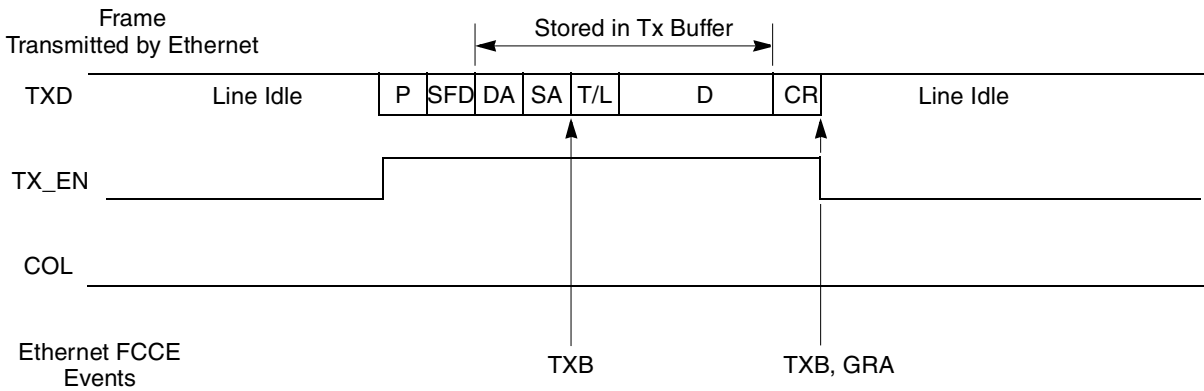 Frame
Transmitted by Ethernet
Stored in Tx Buffer
TXD
Line Idle
P
SFD
DA
SA
T/L
D
CR
Line Idle
TX_EN
COL
Ethernet FCCE
Events
TXB
TXB, GRA